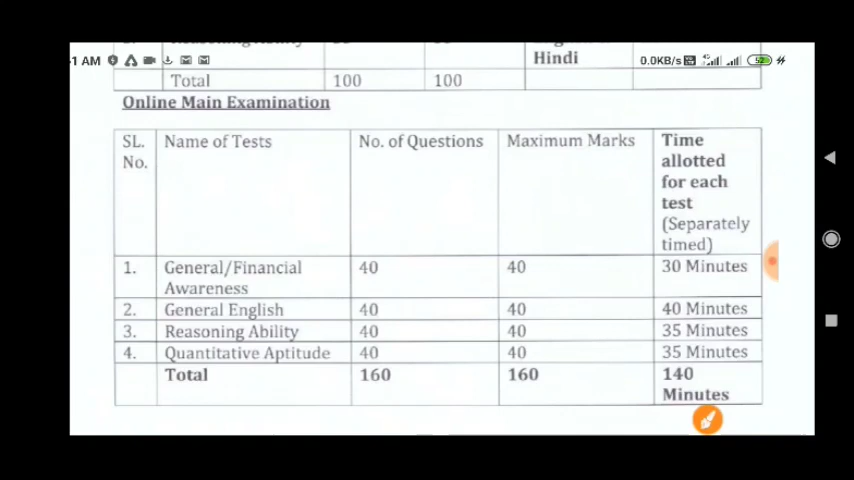 Hindi
1 AM 0.0KB/s 52
Total 100 100
Online Main Examination
SL. No. Name of Tests No. of Questions Maximum Marks Time allotted for each test (Separately timed)
1. General/Financial Awareness 40 40 30 Minutes
2. General English 40 40 40 Minutes
3. Reasoning Ability 40 40 35 Minutes
4. Quantitative Aptitude 40 40 35 Minutes
Total 160 160 140 Minutes